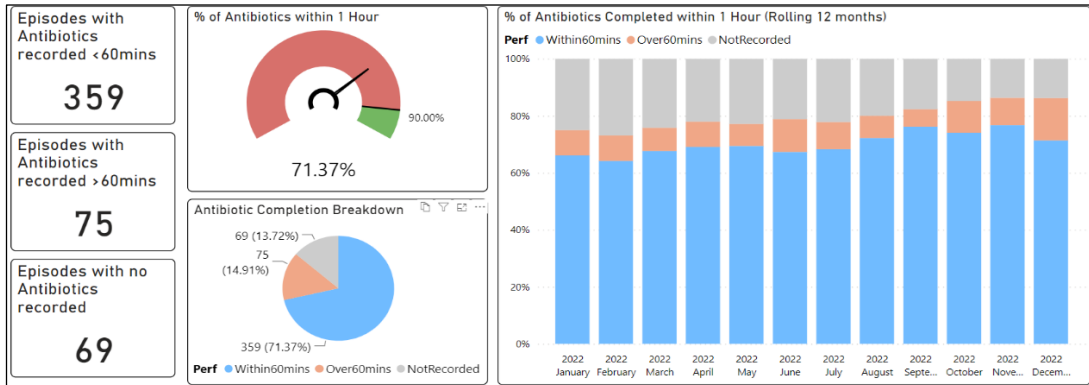 Episodes with
Antibiotics
recorded <60mins
359
Episodes with
Antibiotics
recorded >60mins
75
Episodes with no
Antibiotics
recorded
69
% of Antibiotics within 1 Hour
90.00%
71.37%
Antibiotic Completion Breakdown
69 (13.72%)
75
(14.91%)
359 (71.37%)
Perf Within60mins Over60mins NotRecorded
% of Antibiotics Completed within 1 Hour (Rolling 12 months)
Perf Within60mins Over60mins NotRecorded
100%
80%
60%
40%
20%
0%
2022 2022 2022 2022 2022 2022 2022 2022 2022 2022 2022 2022
January February March April May June July August Septe... October Nove... Decem...